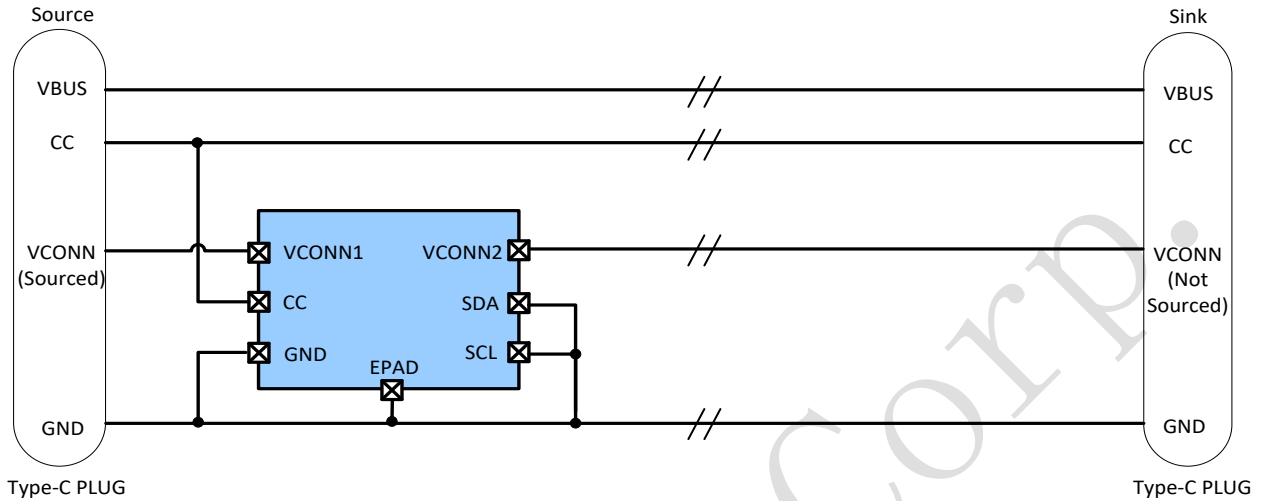 Source
Sink
VBUS
VBUS
CC
CC
VCONN
(Sourced)
VCONN1
VCONN2
VCONN
(Not
Sourced)
CC
SDA
GND
SCL
EPAD
GND
GND
Type-C PLUG
Type-C PLUG
Corp.